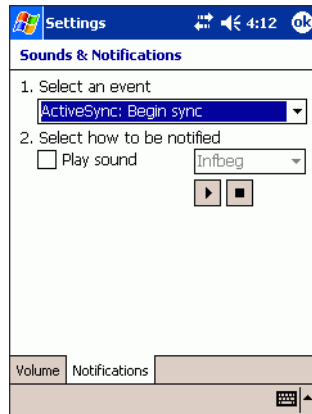 Settings 4:12 ok
Sounds & Notifications
1. Select an event
ActiveSync: Begin sync
2. Select how to be notified
Play sound Infbeg
Volume Notifications